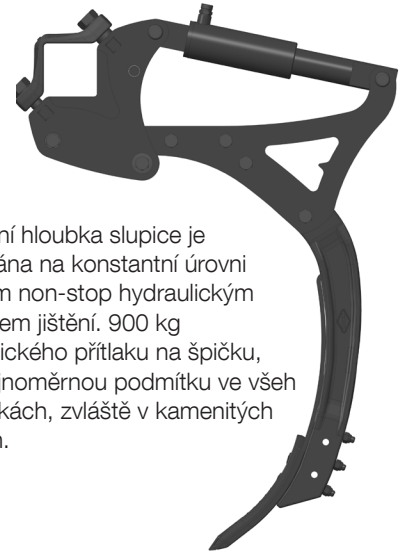 ní hloubka slupice je
ána na konstantní úrovni
m non-stop hydraulickým
em jištění. 900 kg
ického přítlaku na špičku,
jnoměrnou podmítku ve všeh
kách, zvláště v kamenitých
h.